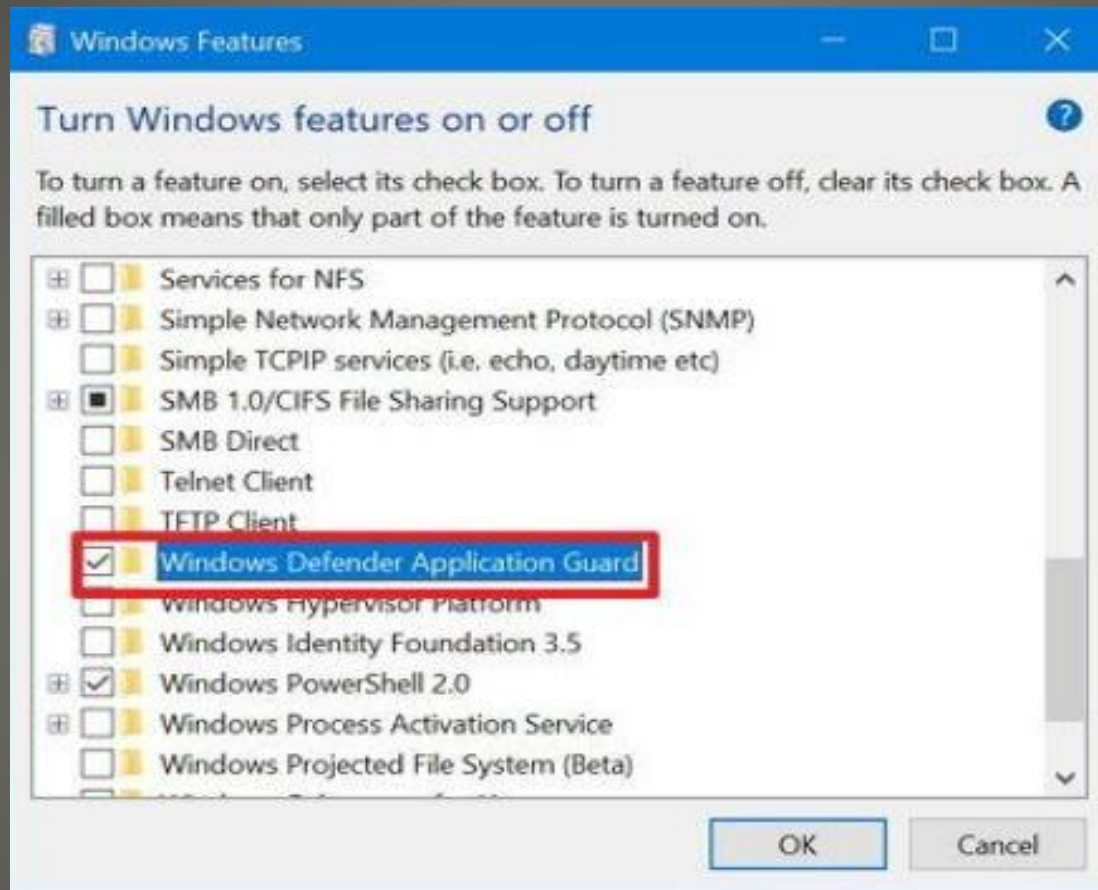 Windows Features
Turn Windows features on or off
?
To turn a feature on, select its check box. To turn a feature off, clear its check box. A
filled box means that only part of the feature is turned on.
Services for NFS
Simple Network Management Protocol (SNMP)
Simple TCPIP services (i.e. echo, daytime etc)
SMB 1.0/CIFS File Sharing Support
SMB Direct
Telnet Client
TFTP Client
Windows Defender Application Guard
Windows Hypervisor Platform
Windows Identity Foundation 3.5
Windows PowerShell 2.0
Windows Process Activation Service
Windows Projected File System (Beta)
OK Cancel